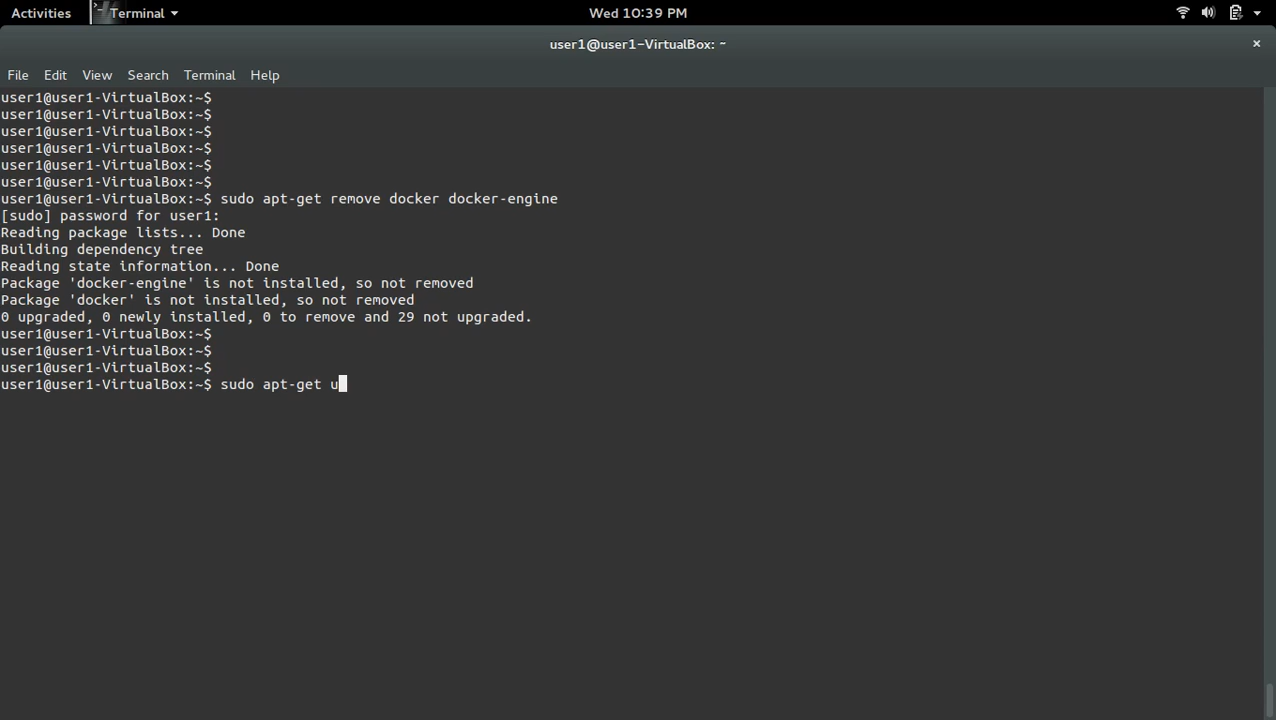 Activities Terminal Wed 10:39 PM
user1@user1-VirtualBox: ~ ×
File Edit View Search Terminal Help
user1@user1-VirtualBox:~$
user1@user1-VirtualBox:~$
user1@user1-VirtualBox:~$
user1@user1-VirtualBox:~$
user1@user1-VirtualBox:~$
user1@user1-VirtualBox:~$
user1@user1-VirtualBox:~$ sudo apt-get remove docker docker-engine
[sudo] password for user1:
Reading package lists... Done
Building dependency tree
Reading state information... Done
Package 'docker-engine' is not installed, so not removed
Package 'docker' is not installed, so not removed
0 upgraded, 0 newly installed, 0 to remove and 29 not upgraded.
user1@user1-VirtualBox:~$
user1@user1-VirtualBox:~$
user1@user1-VirtualBox:~$
user1@user1-VirtualBox:~$ sudo apt-get u